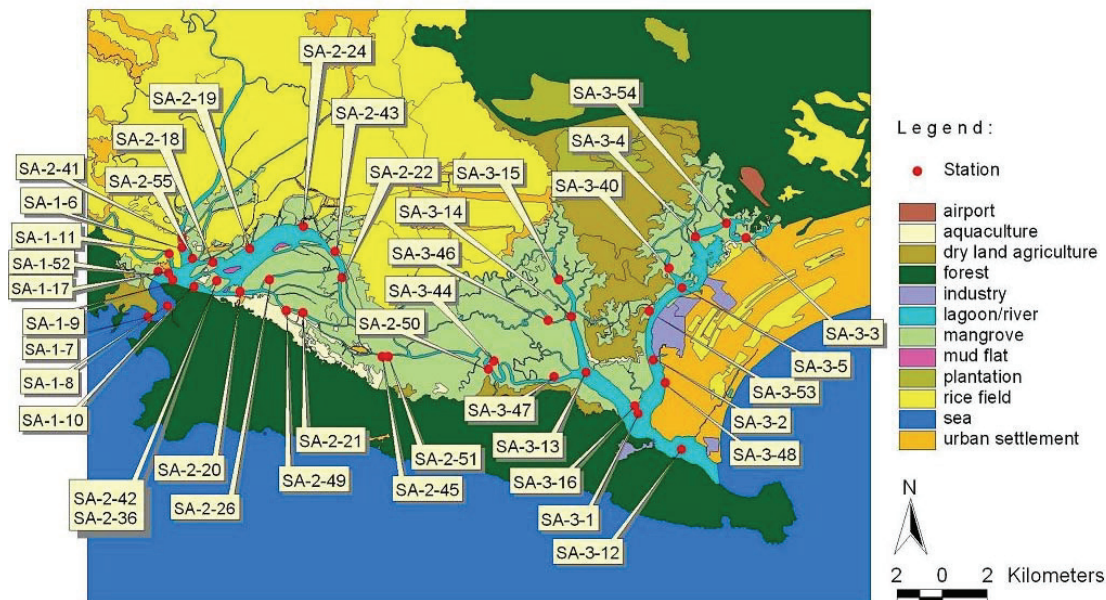 SA-2-24
SA-2-19
SA-2-43
SA-3-54
SA-2-18
SA-3-4
SA-2-41
SA-2-55
SA-2-22
SA-3-15
SA-3-40
SA-1-6
SA-3-14
SA-1-11
SA-3-46
SA-1-52
SA-3-44
SA-1-17
SA-2-50
SA-1-9
SA-3-3
SA-1-7
SA-3-5
SA-1-8
SA-3-53
SA-3-47
SA-1-10
SA-3-2
SA-2-21
SA-3-13
SA-3-48
SA-2-20
SA-2-51
SA-2-49
SA-3-16
SA-2-42
SA-2-36
SA-2-26
SA-2-45
SA-3-1
SA-3-12
Legend:
Station
airport
aquaculture
dry land agriculture
forest
industry
lagoon/river
mangrove
mud flat
plantation
rice field
sea
urban settlement
N
2 0 2 Kilometers